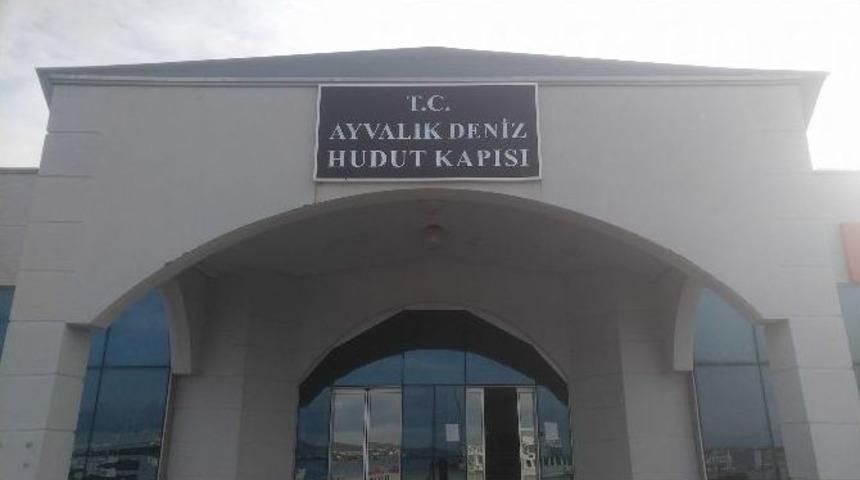 T.C.
AYVALIK DENİZ
HUDUT KAPISI